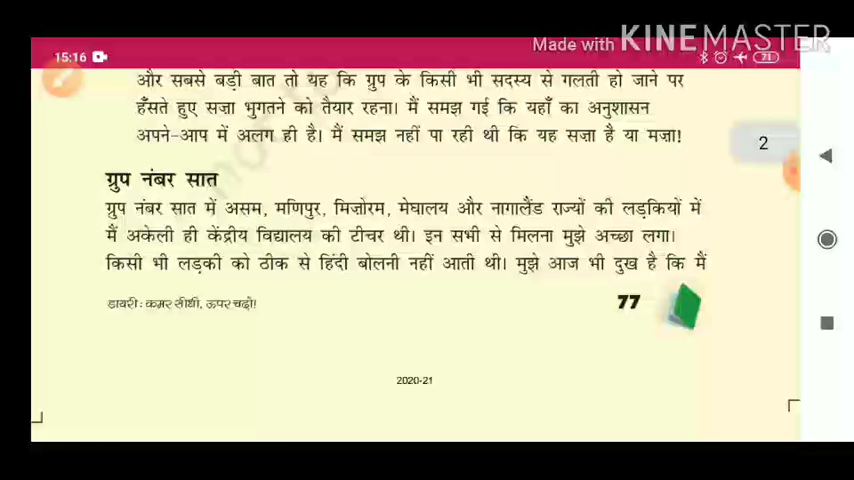 Made with KINEMASTER
15:16
71
और सबसे बड़ी बात तो यह कि ग्रुप के किसी भी सदस्य से गलती हो जाने पर
हँसते हुए सज़ा भुगतने को तैयार रहना। मैं समझ गई कि यहाँ का अनुशासन
अपने-आप में अलग ही है। मैं समझ नहीं पा रही थी कि यह सज़ा है या मज़ा!
2
ग्रुप नंबर सात
ग्रुप नंबर सात में असम, मणिपुर, मिज़ोरम, मेघालय और नागालैंड राज्यों की लड़कियों में
मैं अकेली ही केंद्रीय विद्यालय की टीचर थी। इन सभी से मिलना मुझे अच्छा लगा।
किसी भी लड़की को ठीक से हिंदी बोलनी नहीं आती थी। मुझे आज भी दुख है कि मैं
डायरी: कमर सीधी, ऊपर चढ़ो!
77
2020-21